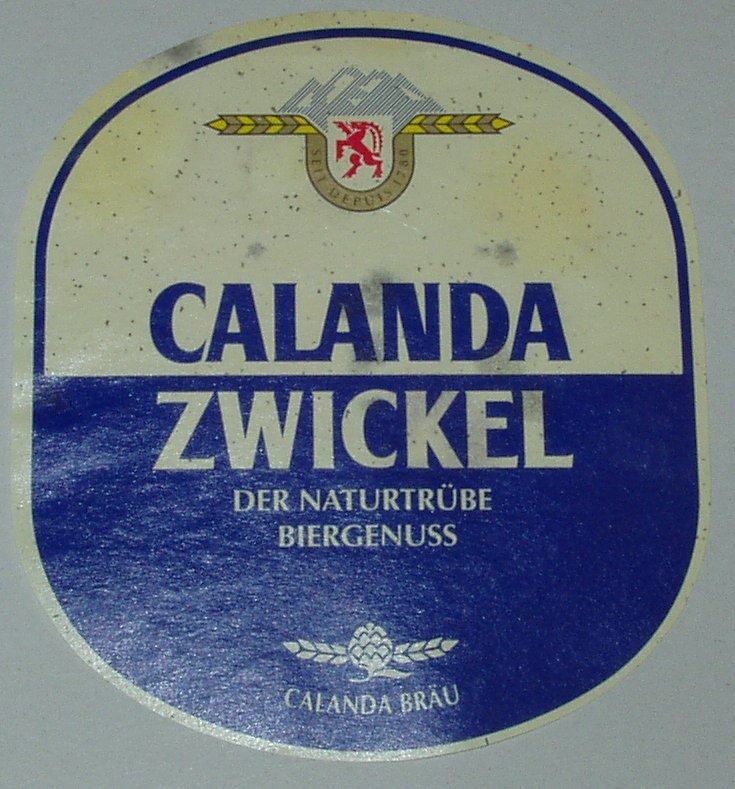 SEIT DEPUIS 1780
CALANDA
ZWICKEL
DER NATURTRÜBE
BIERGENUSS
CALANDA BRÄU